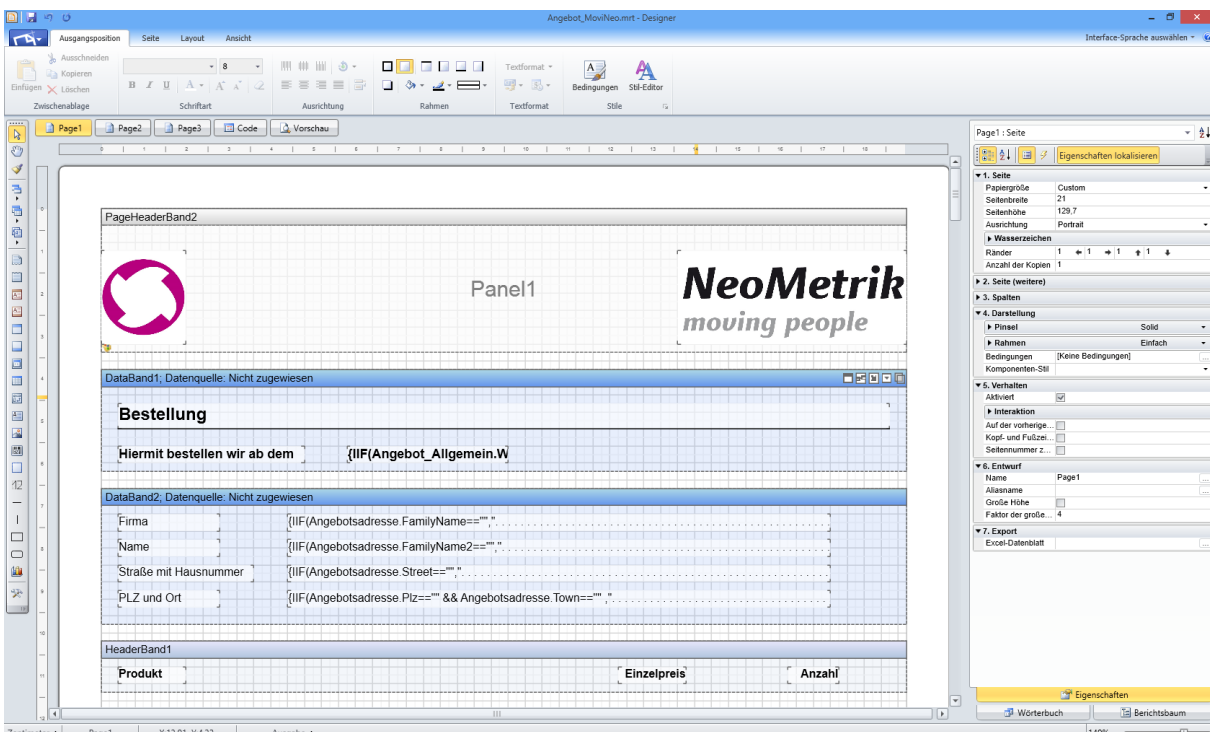 Angebot_MoviNeo.mrt - Designer
Ausgangsposition Seite Layout Ansicht Interface-Sprache auswählen
Ausschneiden
Kopieren
Einfügen Löschen
8
B I U A A A
Textformat
Bedingungen Stil-Editor
Zwischenablage Schriftart Ausrichtung Rahmen Textformat Stile
Page1 Page2 Page3 Code Vorschau
PageHeaderBand2
Panel1
NeoMetrik
moving people
DataBand1; Datenquelle: Nicht zugewiesen
Bestellung
Hiermit bestellen wir ab dem {IIF(Angebot_Allgemein.W
DataBand2; Datenquelle: Nicht zugewiesen
Firma {IIF(Angebotsadresse.FamilyName=="",". . . . . . . . . . . . . . . . . . . . . . . . . . . . . . . . . . . . . . . . . . . . . . . . . .
Name {IIF(Angebotsadresse.FamilyName2=="",". . . . . . . . . . . . . . . . . . . . . . . . . . . . . . . . . . . . . . . . . . . . . . . . .
Straße mit Hausnummer {IIF(Angebotsadresse.Street=="",". . . . . . . . . . . . . . . . . . . . . . . . . . . . . . . . . . . . . . . . . . . . . . . . . . . . . . .
PLZ und Ort {IIF(Angebotsadresse.Plz=="" && Angebotsadresse.Town=="" ,". . . . . . . . . . . . . . . . . . . . . . . . . . . . . . . . .
HeaderBand1
Produkt Einzelpreis Anzahl
Page1 : Seite
Eigenschaften lokalisieren
1. Seite
Papiergröße Custom
Seitenbreite 21
Seitenhöhe 129,7
Ausrichtung Portrait
Wasserzeichen
Ränder 1 1 1 1
Anzahl der Kopien 1
2. Seite (weitere)
3. Spalten
4. Darstellung
Pinsel Solid
Rahmen Einfach
Bedingungen [Keine Bedingungen]
Komponenten-Stil
5. Verhalten
Aktiviert
Interaktion
Auf der vorherige...
Kopf- und Fußzei...
Seitennummer z...
6. Entwurf
Name Page1
Aliasname
Große Höhe
Faktor der große... 4
7. Export
Excel-Datenblatt
Eigenschaften
Wörterbuch Berichtsbaum